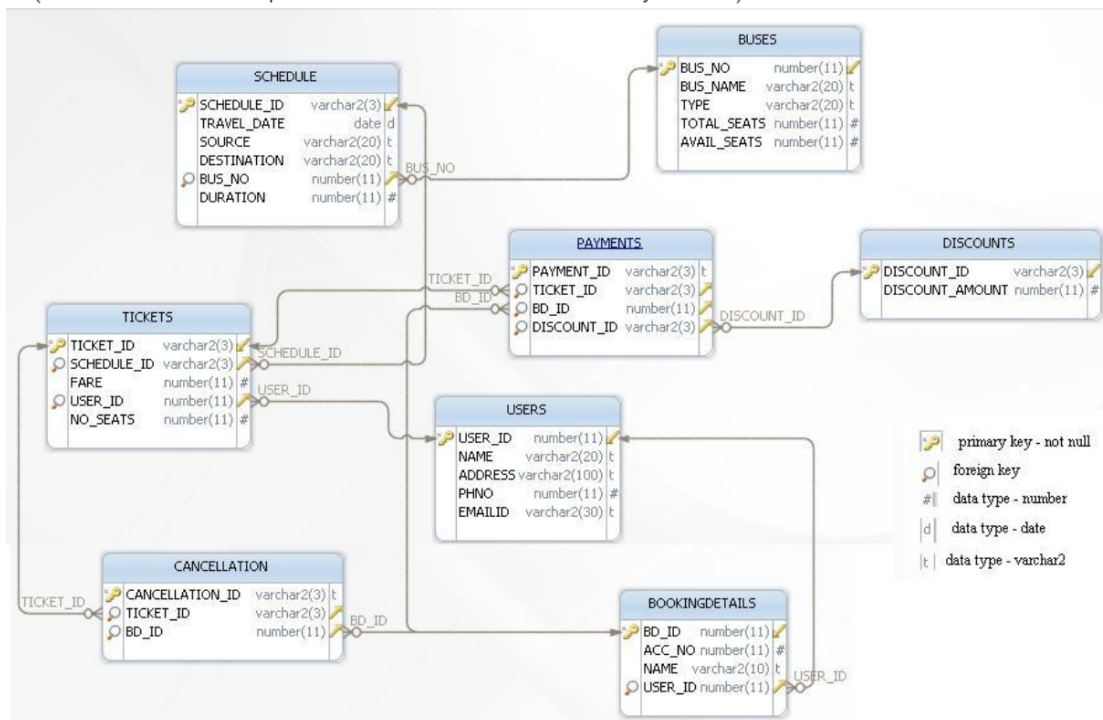 BUSES
BUS_NO number(11)
BUS_NAME varchar2(20) t
TYPE varchar2(20) t
TOTAL_SEATS number(11) #
AVAIL_SEATS number(11) #
SCHEDULE
SCHEDULE_ID varchar2(3)
TRAVEL_DATE date d
SOURCE varchar2(20) t
DESTINATION varchar2(20) t
BUS_NO number(11)
DURATION number(11) #
BUS_NO
PAYMENTS
PAYMENT_ID varchar2(3) t
TICKET_ID varchar2(3)
BD_ID number(11)
DISCOUNT_ID varchar2(3)
TICKET_ID
BD_ID
DISCOUNT_ID
DISCOUNTS
DISCOUNT_ID varchar2(3)
DISCOUNT_AMOUNT number(11) #
TICKETS
TICKET_ID varchar2(3)
SCHEDULE_ID varchar2(3)
FARE number(11) #
USER_ID number(11)
NO_SEATS number(11) #
SCHEDULE_ID
USER_ID
USERS
USER_ID number(11)
NAME varchar2(20) t
ADDRESS varchar2(100) t
PHNO number(11) #
EMAILID varchar2(30) t
primary key - not null
foreign key
# data type - number
d data type - date
t data type - varchar2
CANCELLATION
CANCELLATION_ID varchar2(3) t
TICKET_ID varchar2(3)
BD_ID number(11)
TICKET_ID
BD_ID
BOOKINGDETAILS
BD_ID number(11)
ACC_NO number(11) #
NAME varchar2(10) t
USER_ID number(11)
USER_ID